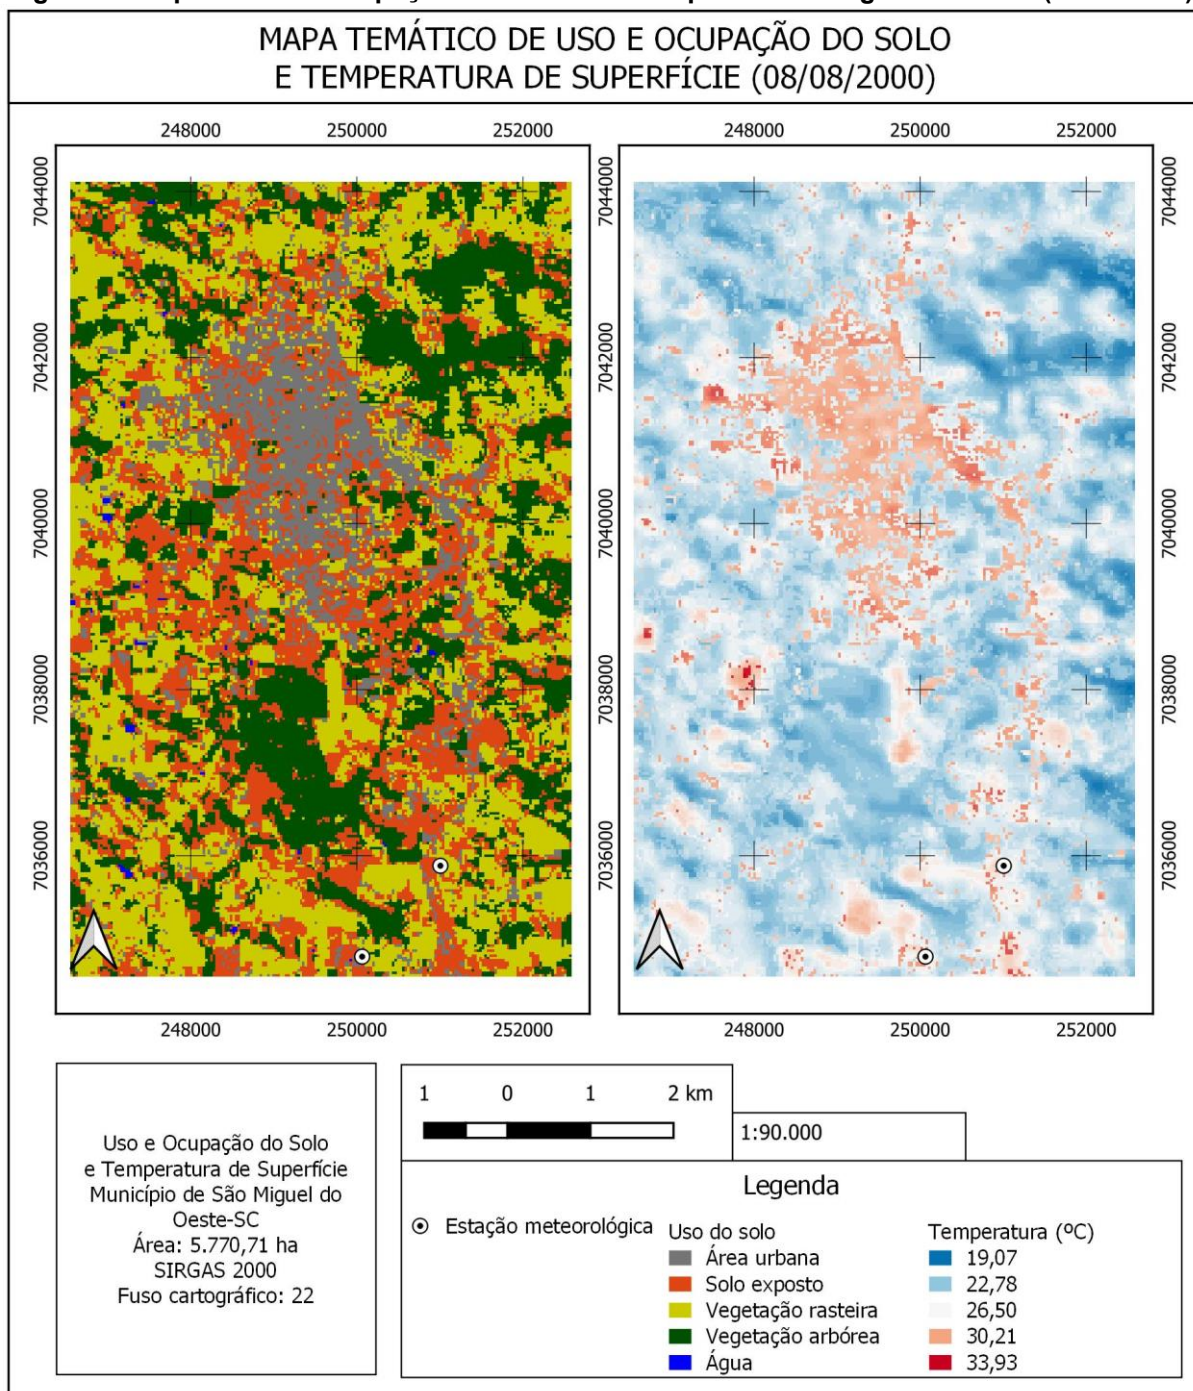 MAPA TEMÁTICO DE USO E OCUPAÇÃO DO SOLO
E TEMPERATURA DE SUPERFÍCIE (08/08/2000)
248000 250000 252000
248000 250000 252000
7044000
7042000
7040000
7038000
7036000
7044000
7042000
7040000
7038000
7036000
7044000
7042000
7040000
7038000
7036000
248000 250000 252000
248000 250000 252000
Uso e Ocupação do Solo
e Temperatura de Superfície
Município de São Miguel do
Oeste-SC
Área: 5.770,71 ha
SIRGAS 2000
Fuso cartográfico: 22
1 0 1 2 km
1:90.000
Legenda
Estação meteorológica
Uso do solo
Área urbana
Solo exposto
Vegetação rasteira
Vegetação arbórea
Água
Temperatura (ºC)
19,07
22,78
26,50
30,21
33,93